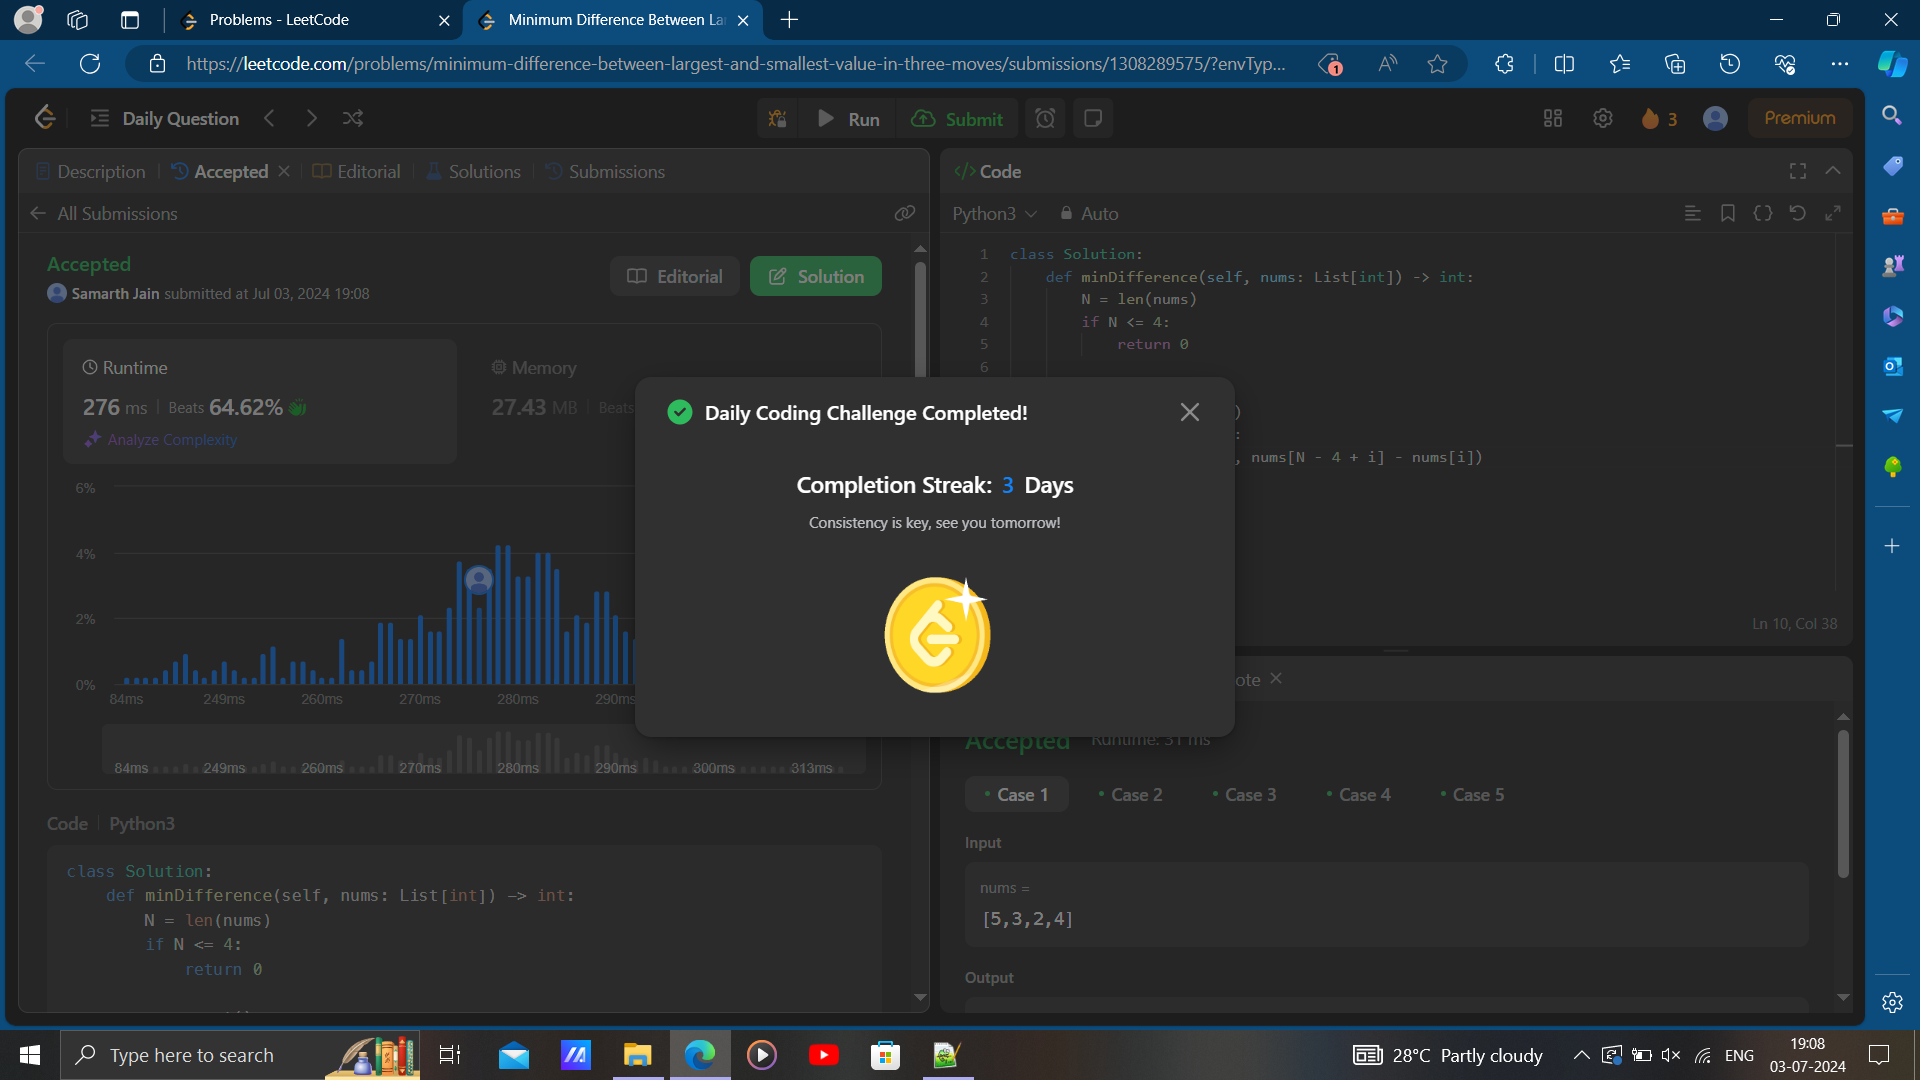 Problems - LeetCode
Minimum Difference Between La
https://leetcode.com/problems/minimum-difference-between-largest-and-smallest-value-in-three-moves/submissions/1308289575/?envTyp...
1
Daily Question
Run
Submit
3
Premium
Description
Accepted
Editorial
Solutions
Submissions
All Submissions
Accepted
Samarth Jain submitted at Jul 03, 2024 19:08
Editorial
Solution
Runtime
276 ms
Beats 64.62%
Analyze Complexity
Memory
27.43 MB
Beats
6%
4%
2%
0%
84ms 249ms 260ms 270ms 280ms 290ms
84ms 249ms 260ms 270ms 280ms 290ms 300ms 313ms
Code
Python3
class Solution:
def minDifference(self, nums: List[int]) -> int:
N = len(nums)
if N <= 4:
return 0
Daily Coding Challenge Completed!
Completion Streak: 3 Days
Consistency is key, see you tomorrow!
</> Code
Python3
Auto
1 class Solution:
2 def minDifference(self, nums: List[int]) -> int:
3 N = len(nums)
4 if N <= 4:
5 return 0
6
)
:
, nums[N - 4 + i] - nums[i])
Ln 10, Col 38
ote
Accepted
Runtime: 31 ms
Case 1
Case 2
Case 3
Case 4
Case 5
Input
nums =
[5,3,2,4]
Output
Type here to search
28°C Partly cloudy
ENG
19:08
03-07-2024